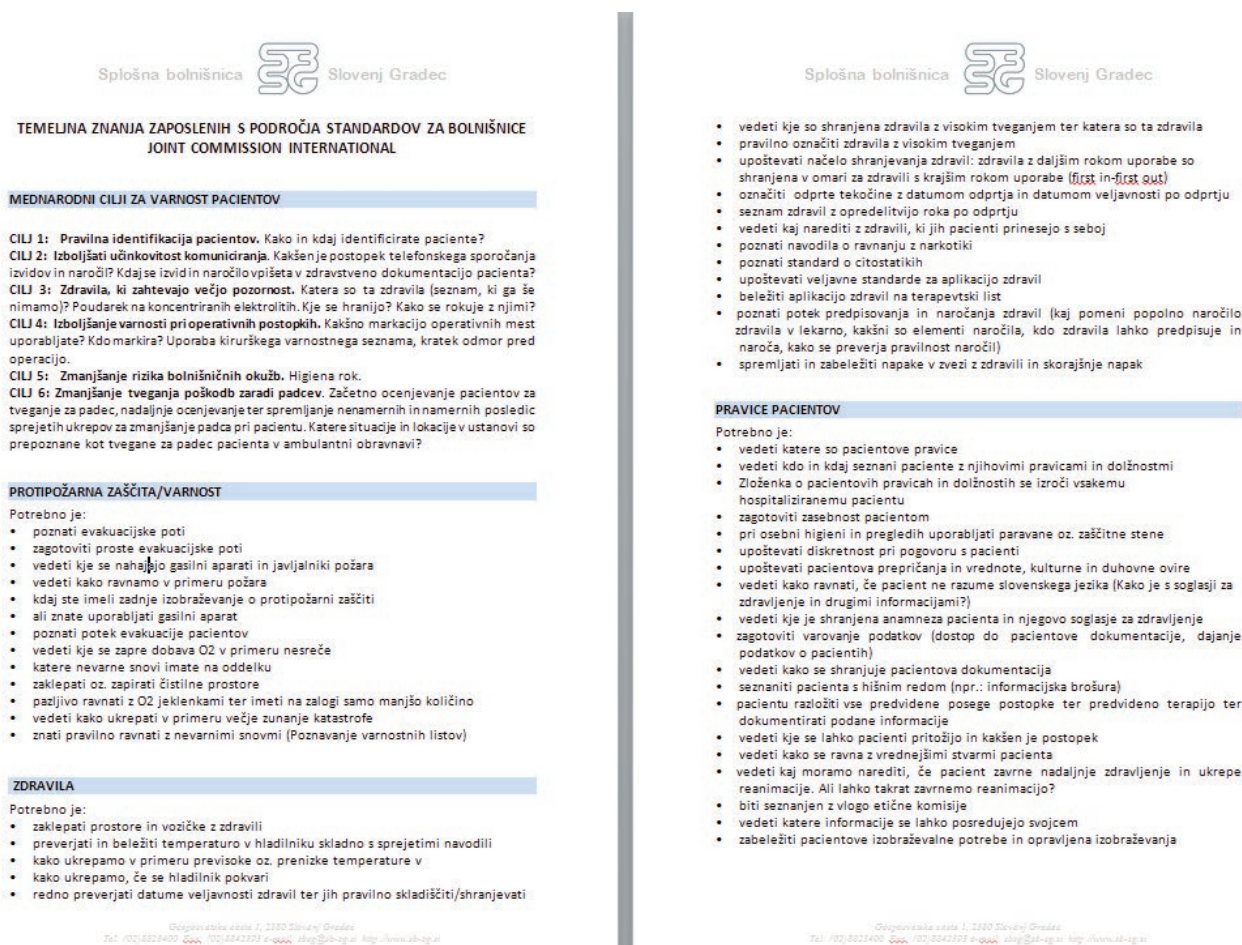 Splošna bolnišnica Slovenj Gradec
TEMELJNA ZNANJA ZAPOSLENIH S PODROČJA STANDARDOV ZA BOLNIŠNICE
JOINT COMMISSION INTERNATIONAL
MEDNARODNI CILJI ZA VARNOST PACIENTOV
CILJ 1: Pravilna identifikacija pacientov. Kako in kdaj identificirate paciente?
CILJ 2: Izboljšati učinkovitost komuniciranja. Kakšen je postopek telefonskega sporočanja
izvidov in naročil? Kdaj se izvid in naročilo vpišeta v zdravstveno dokumentacijo pacienta?
CILJ 3: Zdravila, ki zahtevajo večjo pozornost. Katera so ta zdravila (seznam, ki ga še
nimamo)? Poudarek na koncentriranih elektrolitih. Kje se hranijo? Kako se rokuje z njimi?
CILJ 4: Izboljšanje varnosti pri operativnih postopkih. Kakšno markacijo operativnih mest
uporabljate? Kdo markira? Uporaba kirurškega varnostnega seznama, kratek odmor pred
operacijo.
CILJ 5: Zmanjšanje rizika bolnišničnih okužb. Higiena rok.
CILJ 6: Zmanjšanje tveganja poškodb zaradi padcev. Začetno ocenjevanje pacientov za
tveganje za padec, nadaljnje ocenjevanje ter spremljanje nenamernih in namernih posledic
sprejetih ukrepov za zmanjšanje padca pri pacientu. Katere situacije in lokacije v ustanovi so
prepoznane kot tvegane za padec pacienta v ambulantni obravnavi?
PROTIPOŽARNA ZAŠČITA/VARNOST
Potrebno je:
• poznati evakuacijske poti
• zagotoviti proste evakuacijske poti
• vedeti kje se nahajajo gasilni aparati in javljalniki požara
• vedeti kako ravnamo v primeru požara
• kdaj ste imeli zadnje izobraževanje o protipožarni zaščiti
• ali znate uporabljati gasilni aparat
• poznati potek evakuacije pacientov
• vedeti kje se zapre dobava O2 v primeru nesreče
• katere nevarne snovi imate na oddelku
• zaklepati oz. zapirati čistilne prostore
• pazljivo ravnati z O2 jeklenkami ter imeti na zalogi samo manjšo količino
• vedeti kako ukrepati v primeru večje zunanje katastrofe
• znati pravilno ravnati z nevarnimi snovmi (Poznavanje varnostnih listov)
ZDRAVILA
Potrebno je:
• zaklepati prostore in vozičke z zdravili
• preverjati in beležiti temperaturo v hladilniku skladno s sprejetimi navodili
• kako ukrepamo v primeru previsoke oz. prenizke temperature v
• kako ukrepamo, če se hladilnik pokvari
• redno preverjati datume veljavnosti zdravil ter jih pravilno skladiščiti/shranjevati
Gosposvetska cesta 1, 2380 Slovenj Gradec
Splošna bolnišnica Slovenj Gradec
• vedeti kje so shranjena zdravila z visokim tveganjem ter katera so ta zdravila
• pravilno označiti zdravila z visokim tveganjem
• upoštevati načelo shranjevanja zdravil: zdravila z daljšim rokom uporabe so
shranjena v omari za zdravili s krajšim rokom uporabe (first in-first out)
• označiti odprte tekočine z datumom odprtja in datumom veljavnosti po odprtju
• seznam zdravil z opredelitvijo roka po odprtju
• vedeti kaj narediti z zdravili, ki jih pacienti prinesejo s seboj
• poznati navodila o ravnanju z narkotiki
• poznati standard o citostatikih
• upoštevati veljavne standarde za aplikacijo zdravil
• beležiti aplikacijo zdravil na terapevtski list
• poznati potek predpisovanja in naročanja zdravil (kaj pomeni popolno naročilo
zdravila v lekarno, kakšni so elementi naročila, kdo zdravila lahko predpisuje in
naroča, kako se preverja pravilnost naročil)
• spremljati in zabeležiti napake v zvezi z zdravili in skorajšnje napak
PRAVICE PACIENTOV
Potrebno je:
• vedeti katere so pacientove pravice
• vedeti kdo in kdaj seznani paciente z njihovimi pravicami in dolžnostmi
• Zloženka o pacientovih pravicah in dolžnostih se izroči vsakemu
hospitaliziranemu pacientu
• zagotoviti zasebnost pacientom
• pri osebni higieni in pregledih uporabljati paravane oz. zaščitne stene
• upoštevati diskretnost pri pogovoru s pacienti
• upoštevati pacientova prepričanja in vrednote, kulturne in duhovne ovire
• vedeti kako ravnati, če pacient ne razume slovenskega jezika (Kako je s soglasji za
zdravljenje in drugimi informacijami?)
• vedeti kje je shranjena anamneza pacienta in njegovo soglasje za zdravljenje
• zagotoviti varovanje podatkov (dostop do pacientove dokumentacije, dajanje
podatkov o pacientih)
• vedeti kako se shranjuje pacientova dokumentacija
• seznaniti pacienta s hišnim redom (npr.: informacijska brošura)
• pacientu razložiti vse predvidene posege postopke ter predvideno terapijo ter
dokumentirati podane informacije
• vedeti kje se lahko pacienti pritožijo in kakšen je postopek
• vedeti kako se ravna z vrednejšimi stvarmi pacienta
• vedeti kaj moramo narediti, če pacient zavrne nadaljnje zdravljenje in ukrepe
reanimacije. Ali lahko takrat zavrnemo reanimacijo?
• biti seznanjen z vlogo etične komisije
• vedeti katere informacije se lahko posredujejo svojcem
• zabeležiti pacientove izobraževalne potrebe in opravljena izobraževanja
Gosposvetska cesta 1, 2380 Slovenj Gradec